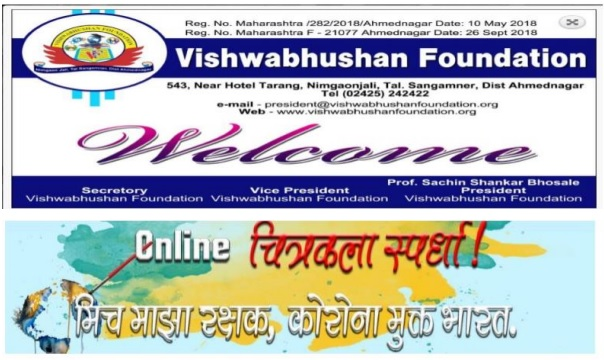 Reg. No. Maharashtra /282/2018/Ahmednagar Date: 10 May 2018
Reg. No. Maharashtra F - 21077 Ahmednagar Date: 26 Sept 2018
Vishwabhushan Foundation
543, Near Hotel Tarang, Nimgaonjali, Tal. Sangamner, Dist Ahmednagar
Tel (02425) 242422
e-mail - president@vishwabhushanfoundation.org
Web - www.vishwabhushanfoundation.org
Welcome
Secretory
Vishwabhushan Foundation
Vice President
Vishwabhushan Foundation
Prof. Sachin Shankar Bhosale
President
Vishwabhushan Foundation
Online चित्रकला स्पर्धा!
मिच माझा रक्षक, कोरोना मुक्त भारत.